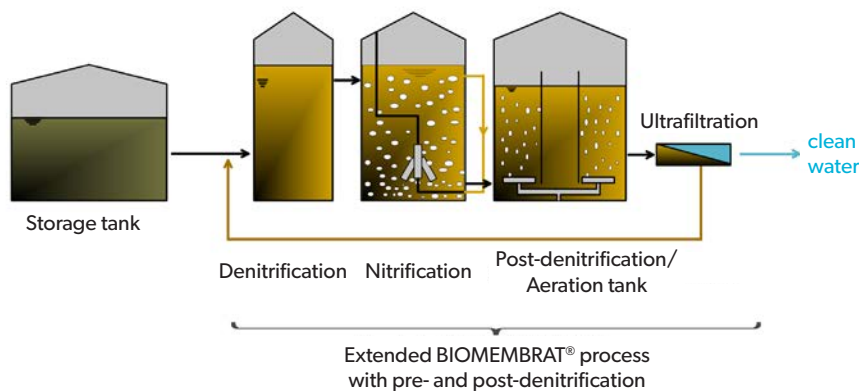 Ultrafiltration
clean
water
Storage tank
Denitrification
Nitrification
Post-denitrification/
Aeration tank
Extended BIOMEMBRAT® process
with pre- and post-denitrification